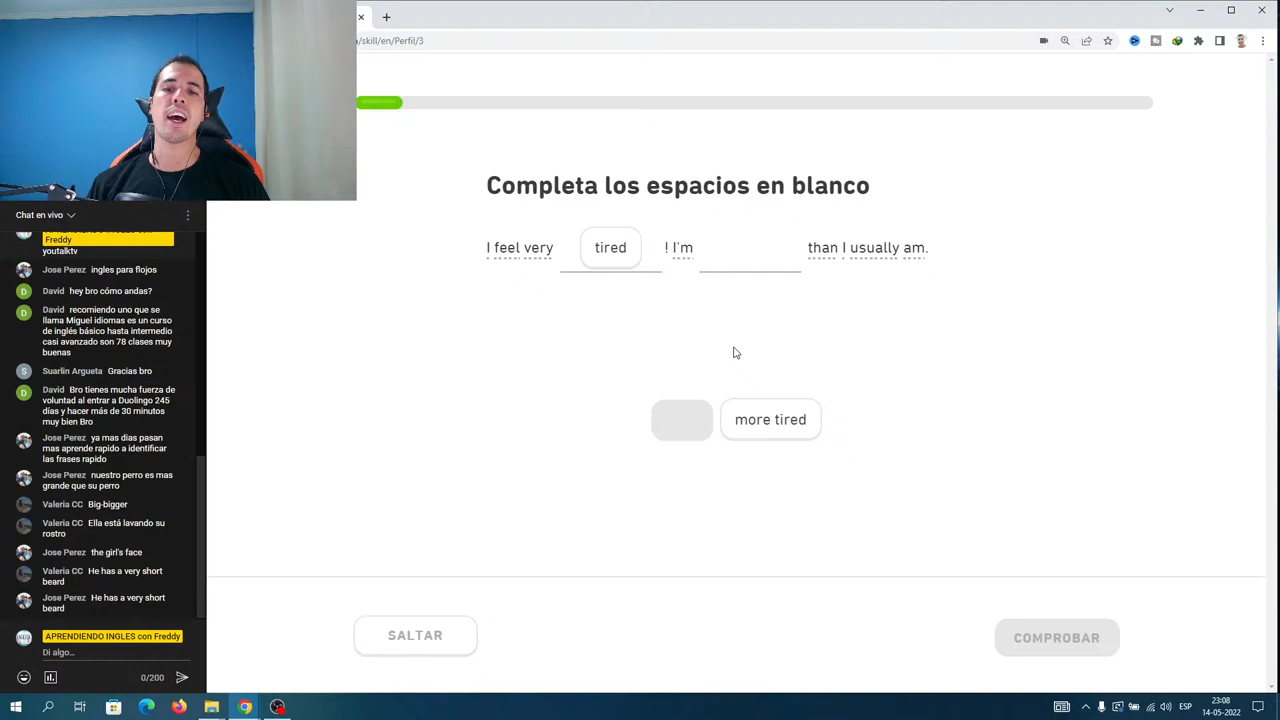 /skill/en/Perfil/3
Completa los espacios en blanco
I feel very tired ! I'm than I usually am.
more tired
SALTAR
COMPROBAR
Chat en vivo
Freddy
youtalktv
Jose Perez ingles para flojos
D David hey bro cómo andas?
D David recomiendo uno que se
llama Miguel idiomas es un curso
de inglés básico hasta intermedio
casi avanzado son 78 clases muy
buenas
S Suarlin Argueta Gracias bro
D David Bro tienes mucha fuerza de
voluntad al entrar a Duolingo 245
días y hacer más de 30 minutos
muy bien Bro
Jose Perez ya mas dias pasan
mas aprende rapido a identificar
las frases rapido
Jose Perez nuestro perro es mas
grande que su perro
Valeria CC Big-bigger
Valeria CC Ella está lavando su
rostro
Jose Perez the girl's face
Valeria CC He has a very short
beard
Jose Perez He has a very short
beard
APRENDIENDO INGLES con Freddy
Di algo...
0/200
ESP
23:08
14-05-2022